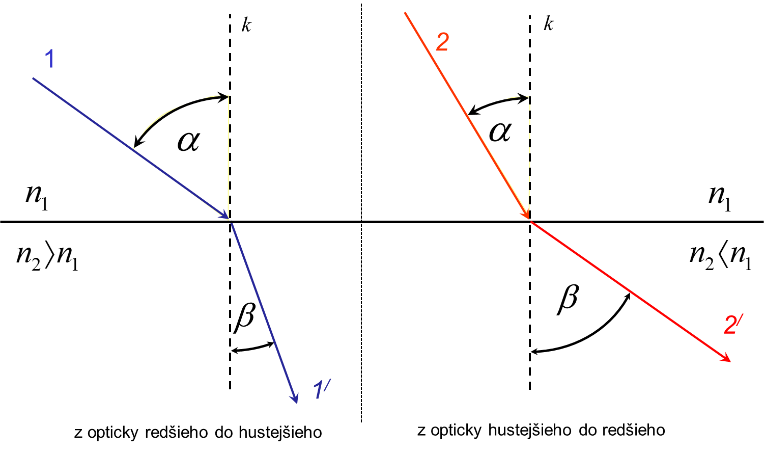 1
k
α
n₁
n₂⟩n₁
β
1/
z opticky redšieho do hustejšieho
2
k
α
n₁
n₂⟨n₁
β
2/
z opticky hustejšieho do redšieho